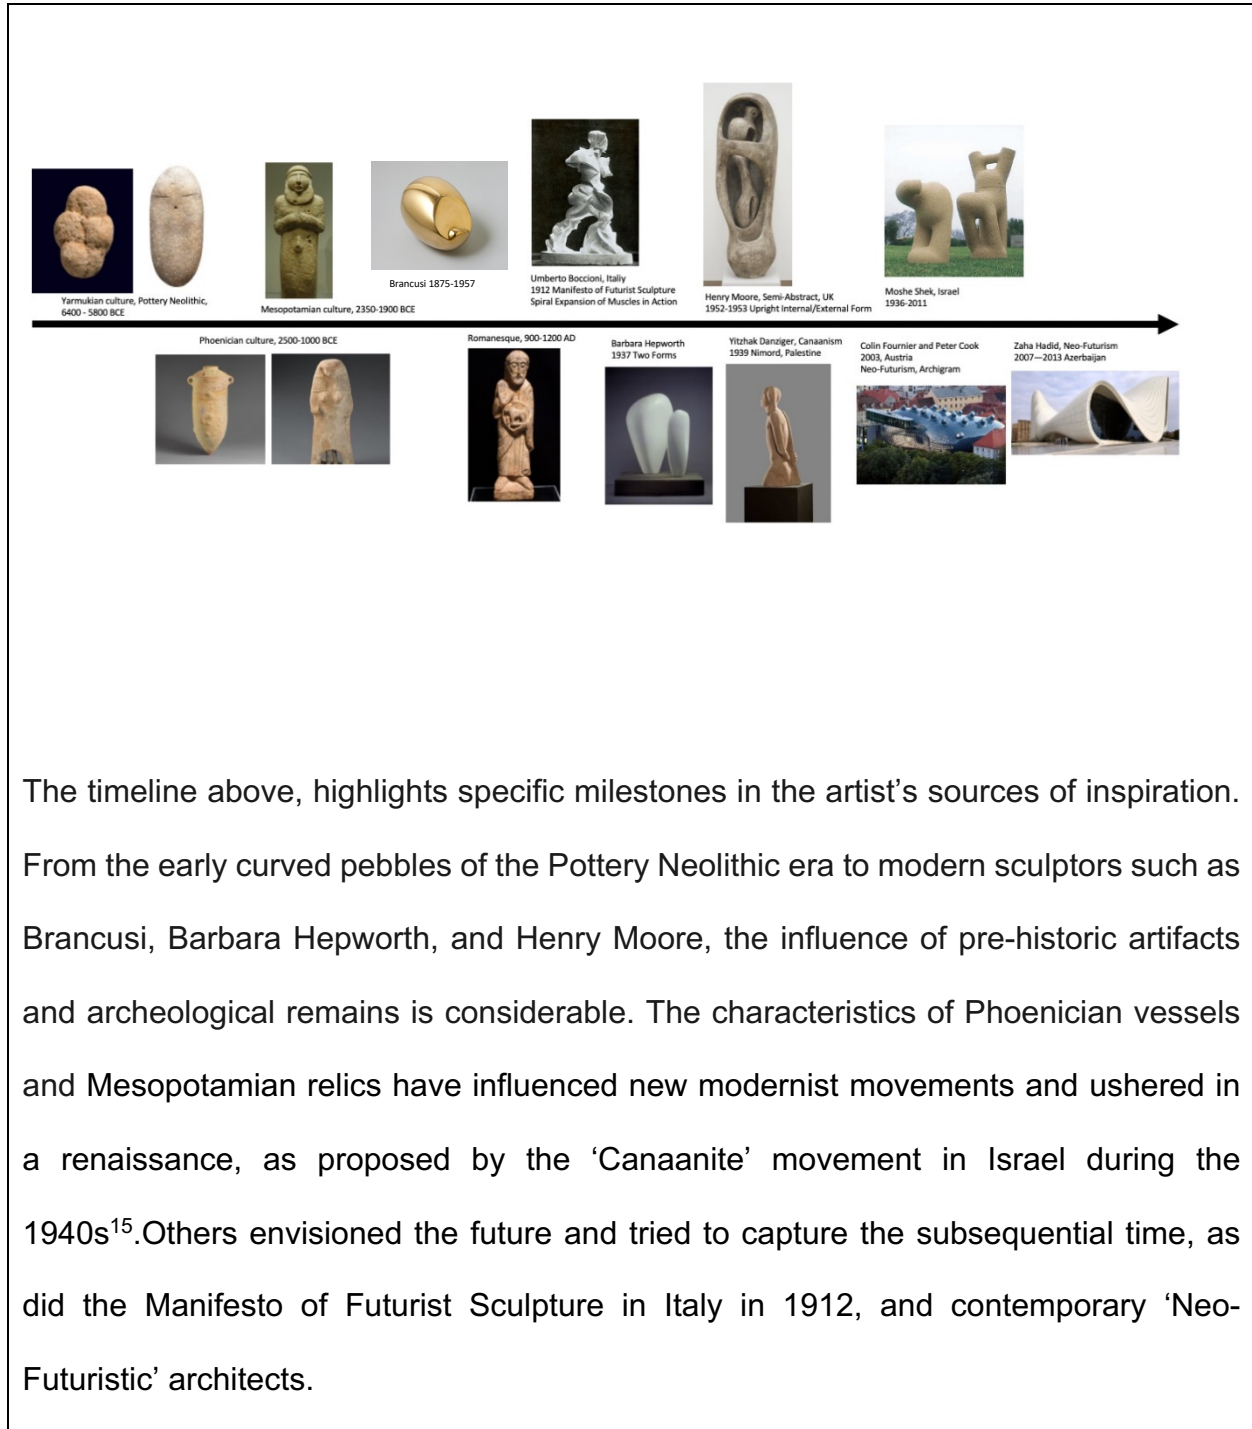 Yarmukian culture, Pottery Neolithic,
6400 - 5800 BCE
Mesopotamian culture, 2350-1900 BCE
Brancusi 1875-1957
Umberto Boccioni, Italiy
1912 Manifesto of Futurist Sculpture
Spiral Expansion of Muscles in Action
Henry Moore, Semi-Abstract, UK
1952-1953 Upright Internal/External Form
Moshe Shek, Israel
1936-2011
Phoenician culture, 2500-1000 BCE
Romanesque, 900-1200 AD
Barbara Hepworth
1937 Two Forms
Yitzhak Danziger, Canaanism
1939 Nimord, Palestine
Colin Fournier and Peter Cook
2003, Austria
Neo-Futurism, Archigram
Zaha Hadid, Neo-Futurism
2007—2013 Azerbaijan
The timeline above, highlights specific milestones in the artist’s sources of inspiration.
From the early curved pebbles of the Pottery Neolithic era to modern sculptors such as
Brancusi, Barbara Hepworth, and Henry Moore, the influence of pre-historic artifacts
and archeological remains is considerable. The characteristics of Phoenician vessels
and Mesopotamian relics have influenced new modernist movements and ushered in
a renaissance, as proposed by the ‘Canaanite’ movement in Israel during the
1940s¹⁵.Others envisioned the future and tried to capture the subsequential time, as
did the Manifesto of Futurist Sculpture in Italy in 1912, and contemporary ‘Neo-
Futuristic’ architects.